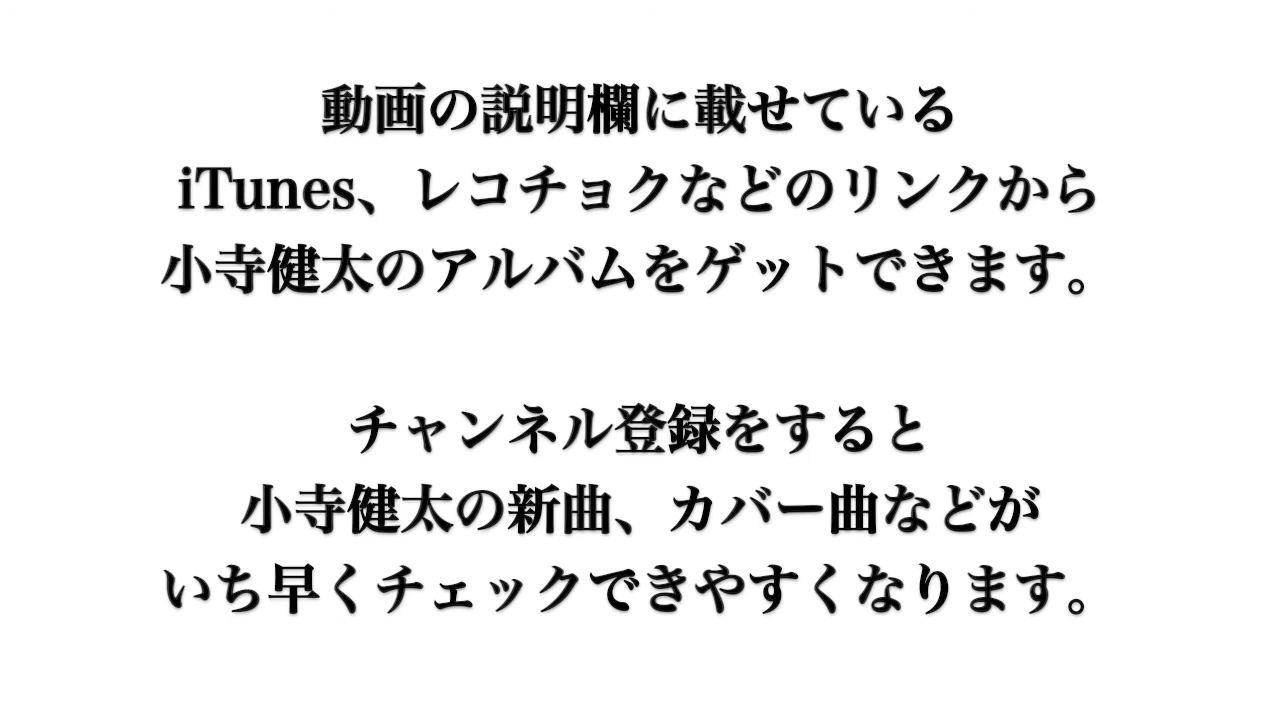 動画の説明欄に載せている
iTunes、レコチョクなどのリンクから
小寺健太のアルバムをゲットできます。
チャンネル登録をすると
小寺健太の新曲、カバー曲などが
いち早くチェックできやすくなります。